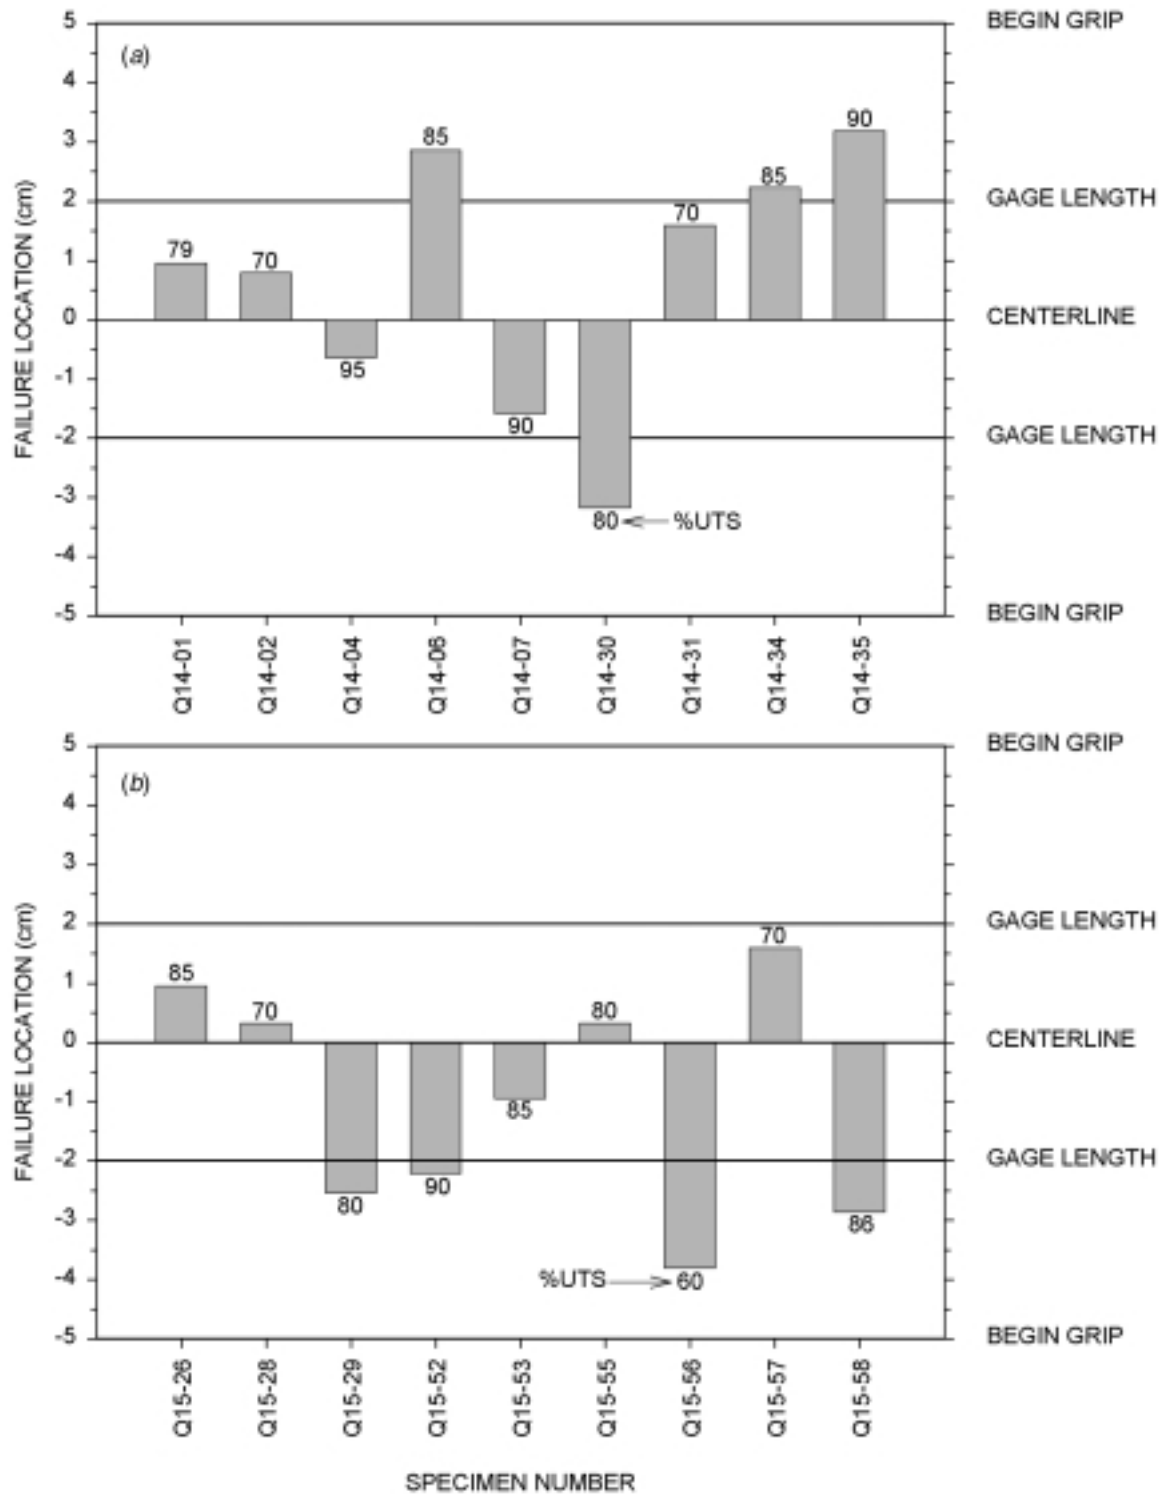 5 BEGIN GRIP
(a)
4
90
3
85
85
2 GAGE LENGTH
70
79
70
1
0 CENTERLINE
95
-1
90
-2 GAGE LENGTH
-3
80 %UTS
-4
-5 BEGIN GRIP
FAILURE LOCATION (cm)
Q14-01 Q14-02 Q14-04 Q14-06 Q14-07 Q14-30 Q14-31 Q14-34 Q14-35
5 BEGIN GRIP
(b)
4
3
2 GAGE LENGTH
70
85
1
70 80
0 CENTERLINE
-1
85
-2 GAGE LENGTH
90
80
-3
86
%UTS 60
-4
-5 BEGIN GRIP
FAILURE LOCATION (cm)
Q15-26 Q15-28 Q15-29 Q15-52 Q15-53 Q15-55 Q15-56 Q15-57 Q15-58
SPECIMEN NUMBER